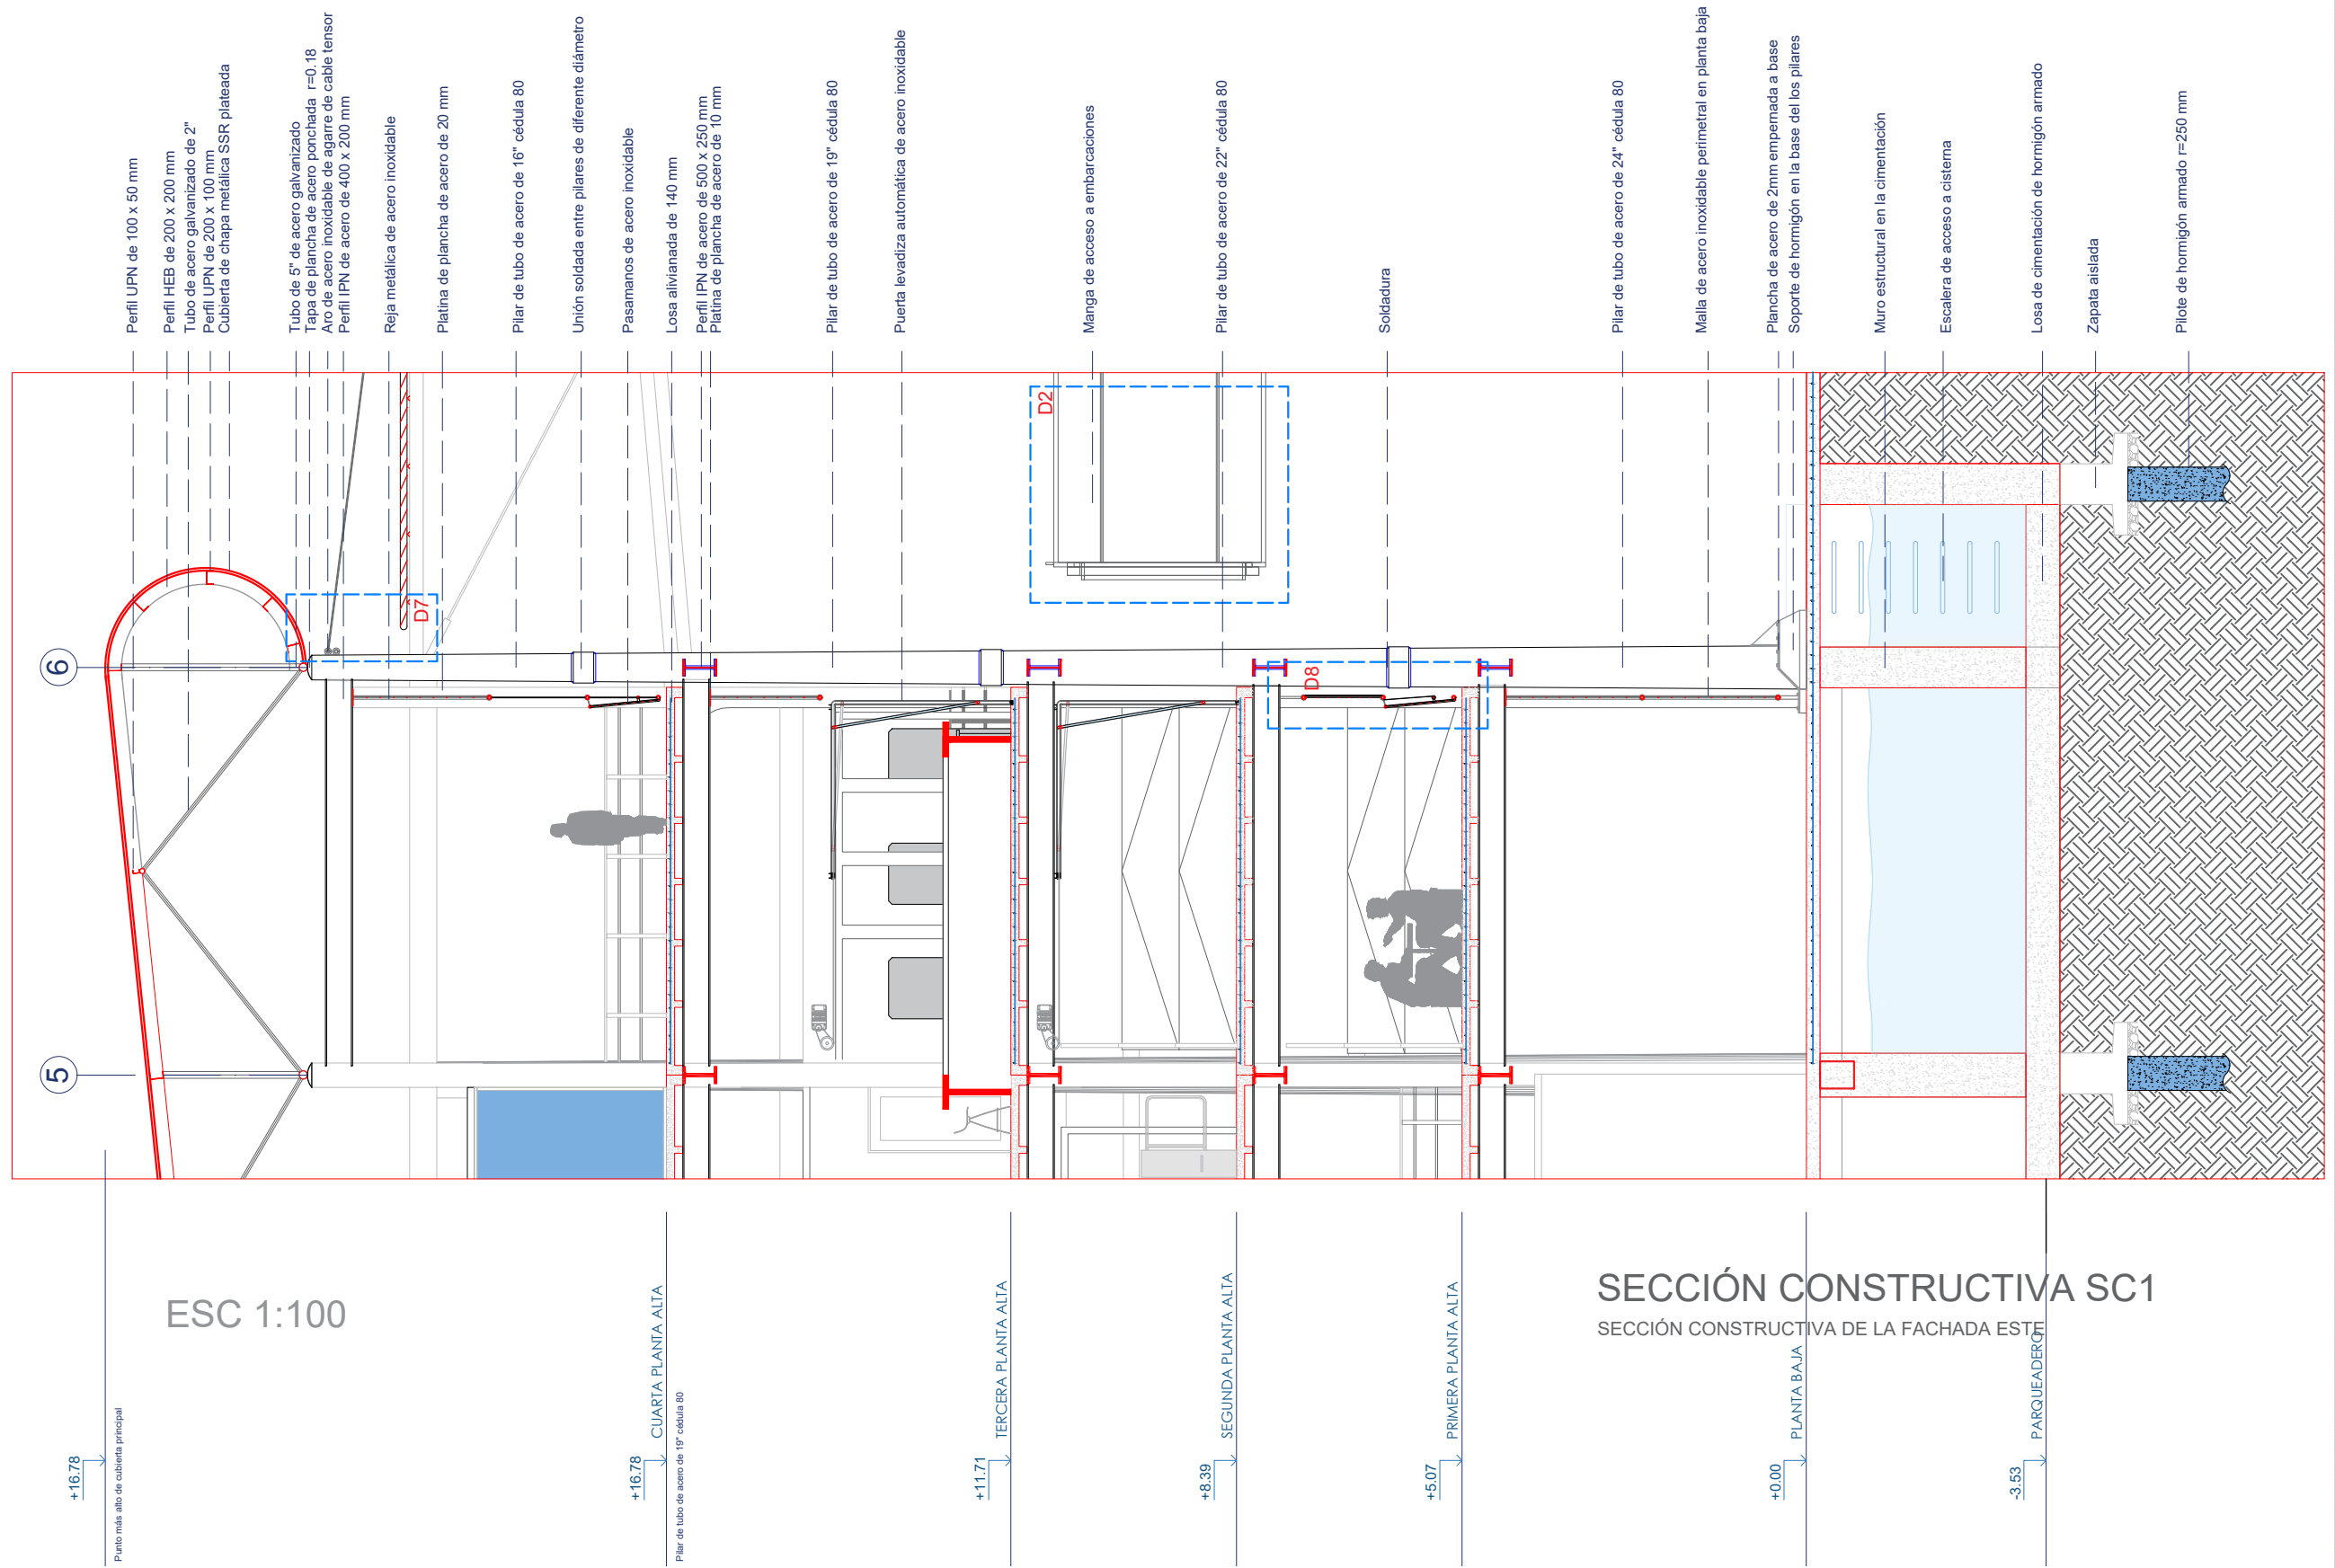 Perfil UPN de 100 x 50 mm
Perfil HEB de 200 x 200 mm
Tubo de acero galvanizado de 2"
Perfil UPN de 200 x 100 mm
Cubierta de chapa metálica SSR plateada
Tubo de 5" de acero galvanizado
Tapa de plancha de acero ponchada r=0.18
Aro de acero inoxidable de agarre de cable tensor
Perfil IPN de acero de 400 x 200 mm
Reja metálica de acero inoxidable
Platina de plancha de acero de 20 mm
Pilar de tubo de acero de 16" cédula 80
Unión soldada entre pilares de diferente diámetro
Pasamanos de acero inoxidable
Losa alivianada de 140 mm
Perfil IPN de acero de 500 x 250 mm
Platina de plancha de acero de 10 mm
Pilar de tubo de acero de 19" cédula 80
Puerta levadiza automática de acero inoxidable
Manga de acceso a embarcaciones
Pilar de tubo de acero de 22" cédula 80
Soldadura
Pilar de tubo de acero de 24" cédula 80
Malla de acero inoxidable perimetral en planta baja
Plancha de acero de 2mm empernada a base
Soporte de hormigón en la base del los pilares
Muro estructural en la cimentación
Escalera de acceso a cisterna
Losa de cimentación de hormigón armado
Zapata aislada
Pilote de hormigón armado r=250 mm
6
5
D7
D2
D8
ESC 1:100
SECCIÓN CONSTRUCTIVA SC1
SECCIÓN CONSTRUCTIVA DE LA FACHADA ESTE
+16.78
Punto más alto de cubierta principal
+16.78
CUARTA PLANTA ALTA
Pilar de tubo de acero de 19" cédula 80
+11.71
TERCERA PLANTA ALTA
+8.39
SEGUNDA PLANTA ALTA
+5.07
PRIMERA PLANTA ALTA
+0.00
PLANTA BAJA
-3.53
PARQUEADERO